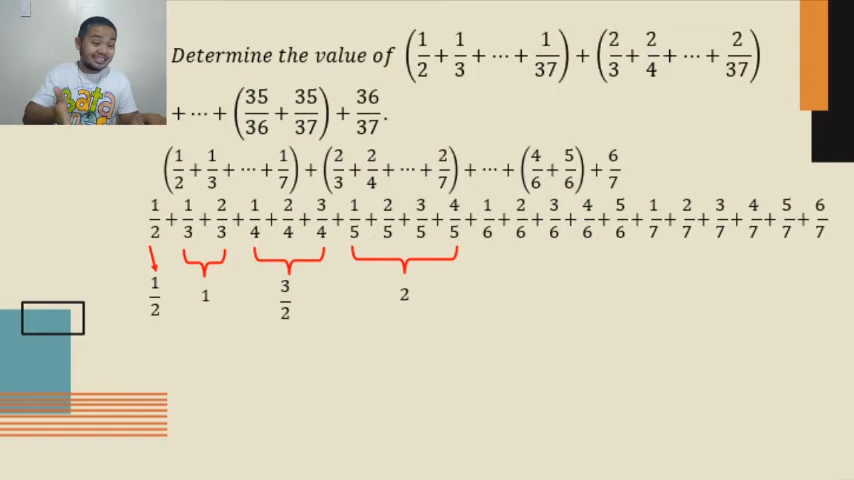 Determine the value of (1/2 + 1/3 + ⋯ + 1/37) + (2/3 + 2/4 + ⋯ + 2/37)
+ ⋯ + (35/36 + 35/37) + 36/37.
(1/2 + 1/3 + ⋯ + 1/7) + (2/3 + 2/4 + ⋯ + 2/7) + ⋯ + (4/6 + 5/6) + 6/7
1/2 + 1/3 + 2/3 + 1/4 + 2/4 + 3/4 + 1/5 + 2/5 + 3/5 + 4/5 + 1/6 + 2/6 + 3/6 + 4/6 + 5/6 + 1/7 + 2/7 + 3/7 + 4/7 + 5/7 + 6/7
1/2 1 3/2 2